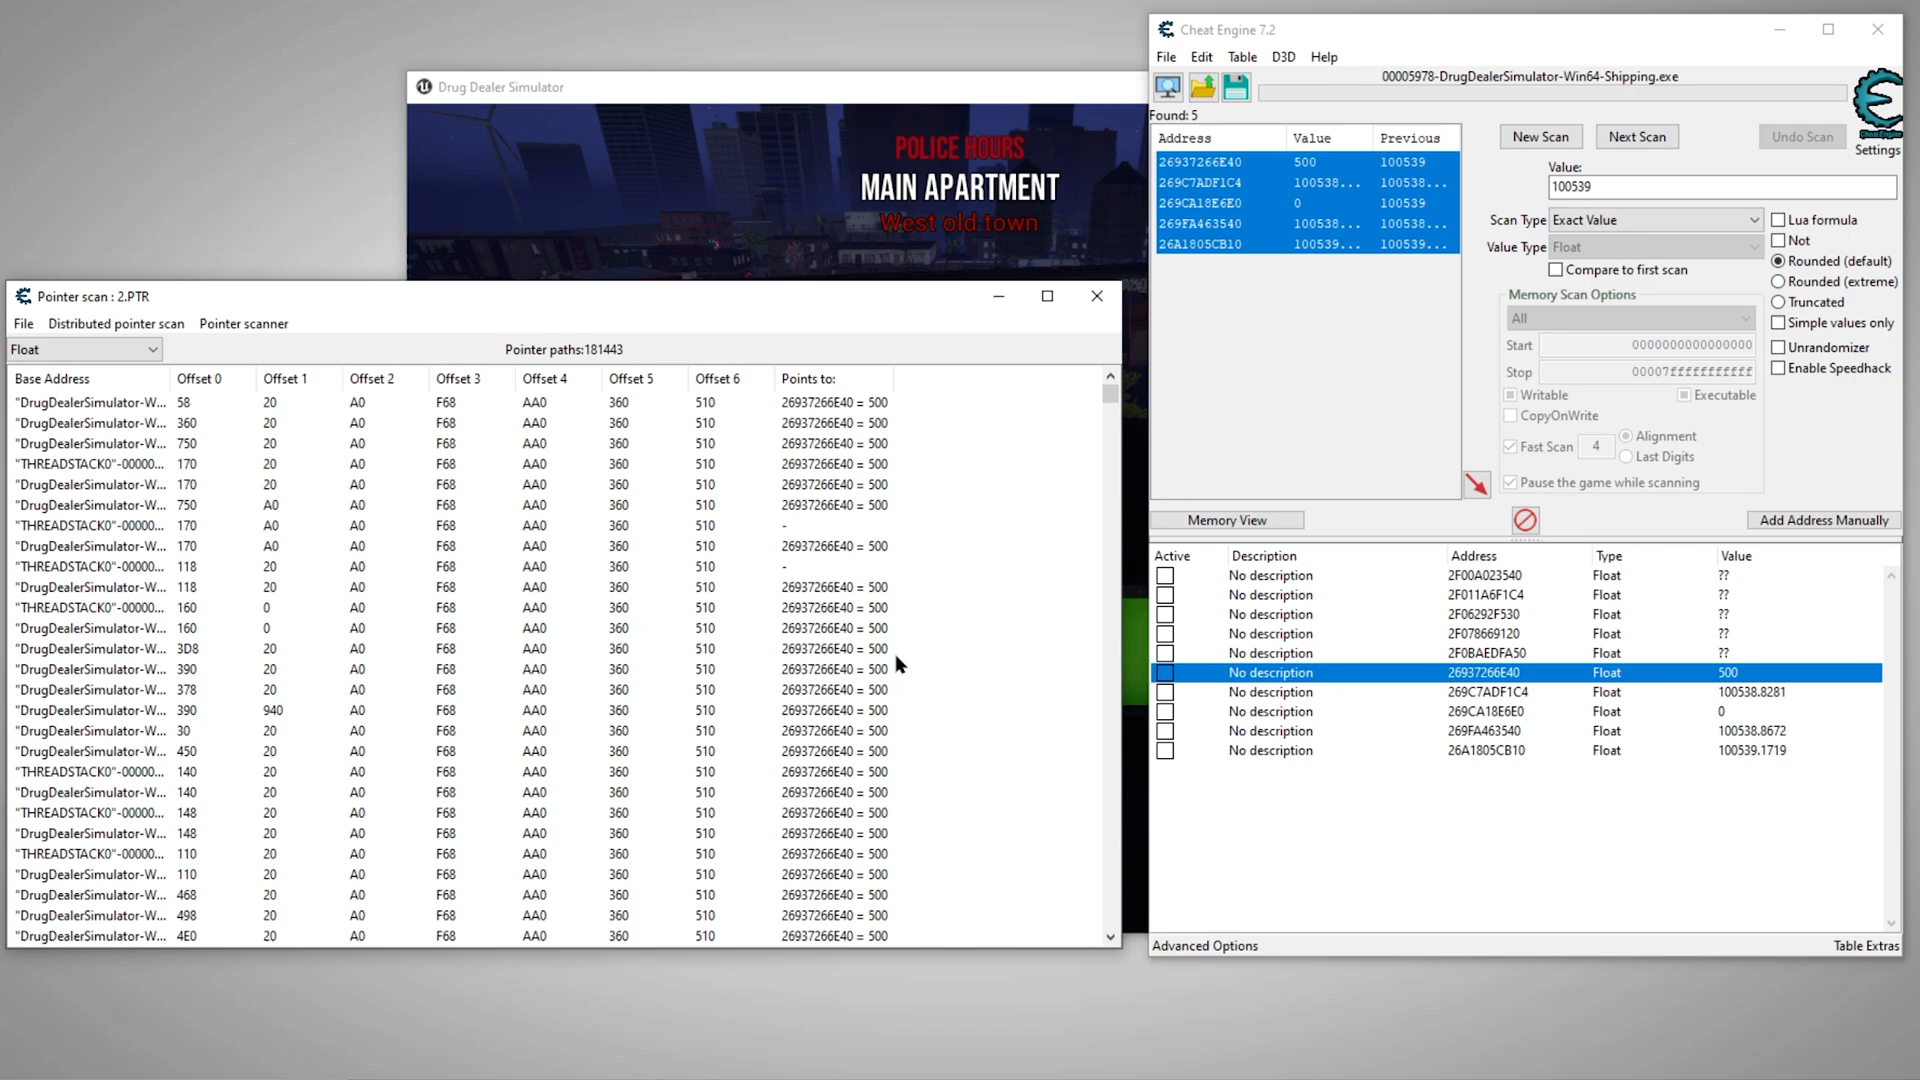 Cheat Engine 7.2
File Edit Table D3D Help
00005978-DrugDealerSimulator-Win64-Shipping.exe
Cheat Engine
Settings
Found: 5
Address Value Previous
26937266E40 500 100539
269C7ADF1C4 100538... 100538...
269CA18E6E0 0 100539
269FA463540 100538... 100538...
26A1805CB10 100539... 100539...
New Scan Next Scan Undo Scan
Value:
100539
Scan Type Exact Value
Value Type Float
Compare to first scan
Lua formula
Not
Rounded (default)
Rounded (extreme)
Truncated
Simple values only
Unrandomizer
Enable Speedhack
Memory Scan Options
All
Start 0000000000000000
Stop 00007fffffffffff
Writable Executable
CopyOnWrite
Fast Scan 4 Alignment
Last Digits
Pause the game while scanning
Memory View Add Address Manually
Active Description Address Type Value
No description 2F00A023540 Float ??
No description 2F011A6F1C4 Float ??
No description 2F06292F530 Float ??
No description 2F078669120 Float ??
No description 2F0BAEDFA50 Float ??
No description 26937266E40 Float 500
No description 269C7ADF1C4 Float 100538.8281
No description 269CA18E6E0 Float 0
No description 269FA463540 Float 100538.8672
No description 26A1805CB10 Float 100539.1719
Advanced Options Table Extras
Drug Dealer Simulator
POLICE HOURS
MAIN APARTMENT
West old town
Pointer scan : 2.PTR
File Distributed pointer scan Pointer scanner
Float Pointer paths:181443
Base Address Offset 0 Offset 1 Offset 2 Offset 3 Offset 4 Offset 5 Offset 6 Points to:
"DrugDealerSimulator-W... 58 20 A0 F68 AA0 360 510 26937266E40 = 500
"DrugDealerSimulator-W... 360 20 A0 F68 AA0 360 510 26937266E40 = 500
"DrugDealerSimulator-W... 750 20 A0 F68 AA0 360 510 26937266E40 = 500
"THREADSTACK0"-00000... 170 20 A0 F68 AA0 360 510 26937266E40 = 500
"DrugDealerSimulator-W... 170 20 A0 F68 AA0 360 510 26937266E40 = 500
"DrugDealerSimulator-W... 750 A0 A0 F68 AA0 360 510 26937266E40 = 500
"THREADSTACK0"-00000... 170 A0 A0 F68 AA0 360 510 -
"DrugDealerSimulator-W... 170 A0 A0 F68 AA0 360 510 26937266E40 = 500
"THREADSTACK0"-00000... 118 20 A0 F68 AA0 360 510 -
"DrugDealerSimulator-W... 118 20 A0 F68 AA0 360 510 26937266E40 = 500
"THREADSTACK0"-00000... 160 0 A0 F68 AA0 360 510 26937266E40 = 500
"DrugDealerSimulator-W... 160 0 A0 F68 AA0 360 510 26937266E40 = 500
"DrugDealerSimulator-W... 3D8 20 A0 F68 AA0 360 510 26937266E40 = 500
"DrugDealerSimulator-W... 390 20 A0 F68 AA0 360 510 26937266E40 = 500
"DrugDealerSimulator-W... 378 20 A0 F68 AA0 360 510 26937266E40 = 500
"DrugDealerSimulator-W... 390 940 A0 F68 AA0 360 510 26937266E40 = 500
"DrugDealerSimulator-W... 30 20 A0 F68 AA0 360 510 26937266E40 = 500
"DrugDealerSimulator-W... 450 20 A0 F68 AA0 360 510 26937266E40 = 500
"THREADSTACK0"-00000... 140 20 A0 F68 AA0 360 510 26937266E40 = 500
"DrugDealerSimulator-W... 140 20 A0 F68 AA0 360 510 26937266E40 = 500
"THREADSTACK0"-00000... 148 20 A0 F68 AA0 360 510 26937266E40 = 500
"DrugDealerSimulator-W... 148 20 A0 F68 AA0 360 510 26937266E40 = 500
"THREADSTACK0"-00000... 110 20 A0 F68 AA0 360 510 26937266E40 = 500
"DrugDealerSimulator-W... 110 20 A0 F68 AA0 360 510 26937266E40 = 500
"DrugDealerSimulator-W... 468 20 A0 F68 AA0 360 510 26937266E40 = 500
"DrugDealerSimulator-W... 498 20 A0 F68 AA0 360 510 26937266E40 = 500
"DrugDealerSimulator-W... 4E0 20 A0 F68 AA0 360 510 26937266E40 = 500